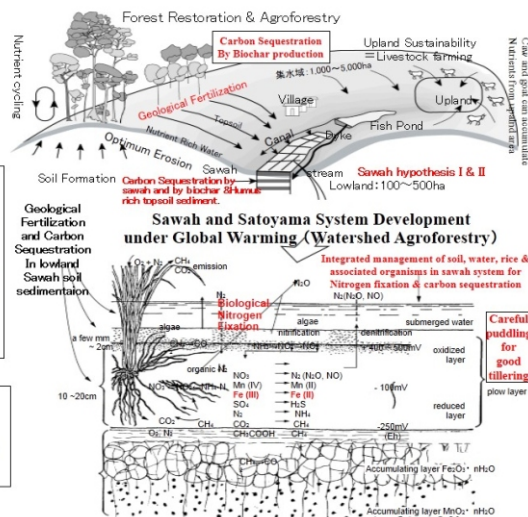 Forest Restoration & Agroforestry
Carbon Sequestration
By Biochar production
Upland Sustainability
=Livestock farming
Nutrient cycling
Caw and goat can accumulate
Nutrients from upland area
集水域:1,000~5,000ha
Geological Fertilization
Village
Upland
Topsoil
Nutrient Rich Water
Canal
Dyke
Fish Pond
Optimum Erosion
Sawah
stream
Soil Formation
Sawah hypothesis I & II
Lowland:100~500ha
Carbon Sequestration by
sawah and by biochar &Humus
rich topsoil sediment.
Geological
Fertilization
and Carbon
Sequestration
In lowland
Sawah soil
sedimentaion
Sawah and Satoyama System Development
under Global Warming (Watershed Agroforestry)
Integrated management of soil, water, rice &
associated organisms in sawah system for
Nitrogen fixation & carbon sequestration
O₂ + N₂
CH₄
CO₂
emission
N₂
N₂O
N₂(N₂O, NO)
Biological
Nitrogen
Fixation
algae
algae
submerged water
nitrification
denitrification
a few mm
~ 2cm
+400~500mV
oxidized
layer
Careful
puddling
for
good
tillering
organic N
10~20cm
NO₃
N₂(N₂O, NO)
Mn (IV)
Mn (II)
-100mV
Fe (III)
Fe (II)
SO₄
H₂S
reduced
layer
plow layer
N₂
NH₄
CO₂
CH₄
CO₂
CH₄
-250mV
(Eh)
O₂, N₂
CH₃COOH
CH₄
Accumulating layer Fe₂O₃・nH₂O
Accumulating layer MnO₂・nH₂O